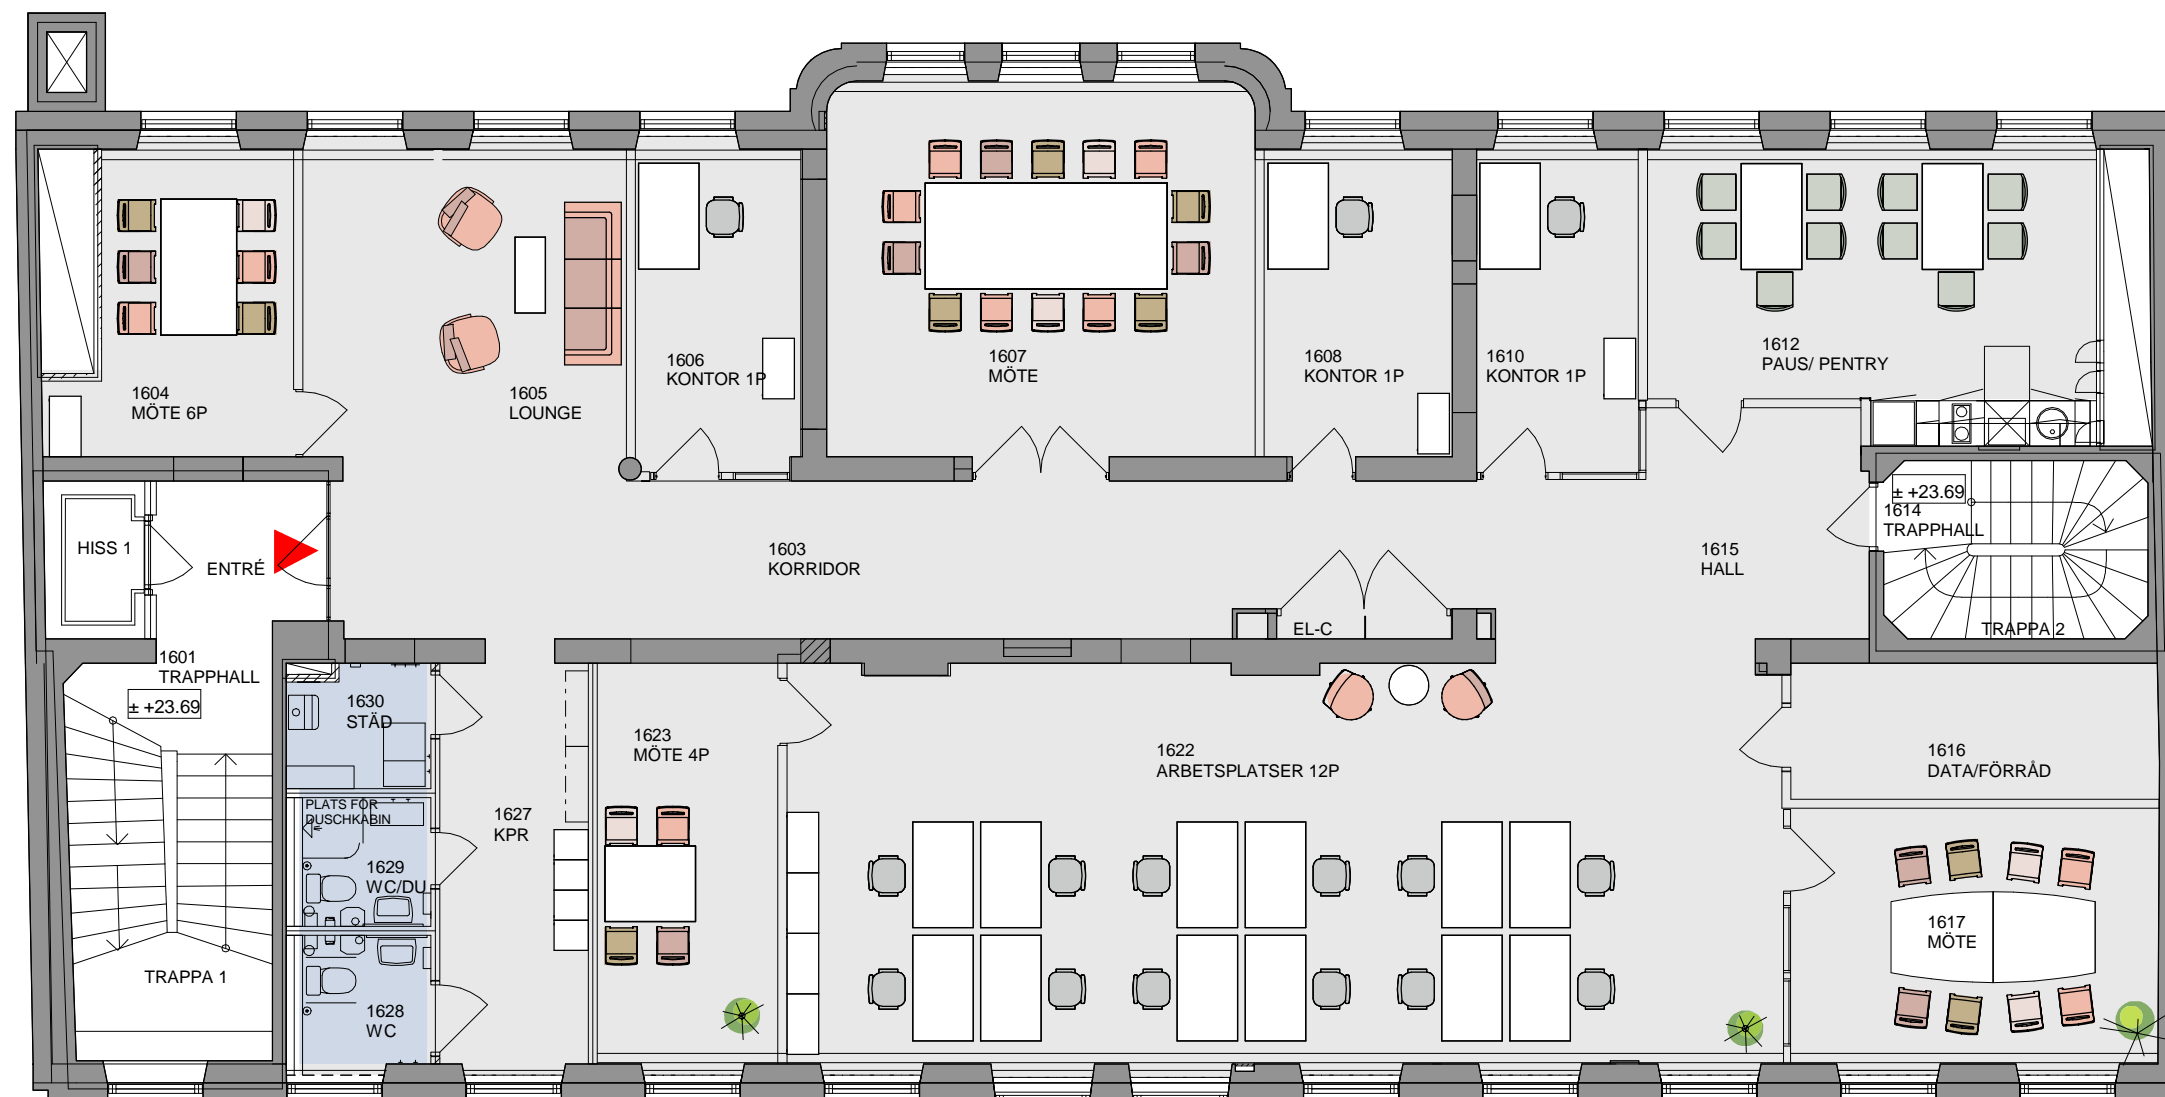 1604
MÖTE 6P
1605
LOUNGE
1606
KONTOR 1P
1607
MÖTE
1608
KONTOR 1P
1610
KONTOR 1P
1612
PAUS/ PENTRY
HISS 1
ENTRÉ
1603
KORRIDOR
1615
HALL
± +23.69
1614
TRAPPHALL
TRAPPA 2
EL-C
1601
TRAPPHALL
± +23.69
TRAPPA 1
1630
STÄD
PLATS FÖR
DUSCHKABIN
1629
WC/DU
1628
WC
1627
KPR
1623
MÖTE 4P
1622
ARBETSPLATSER 12P
1616
DATA/FÖRRÅD
1617
MÖTE